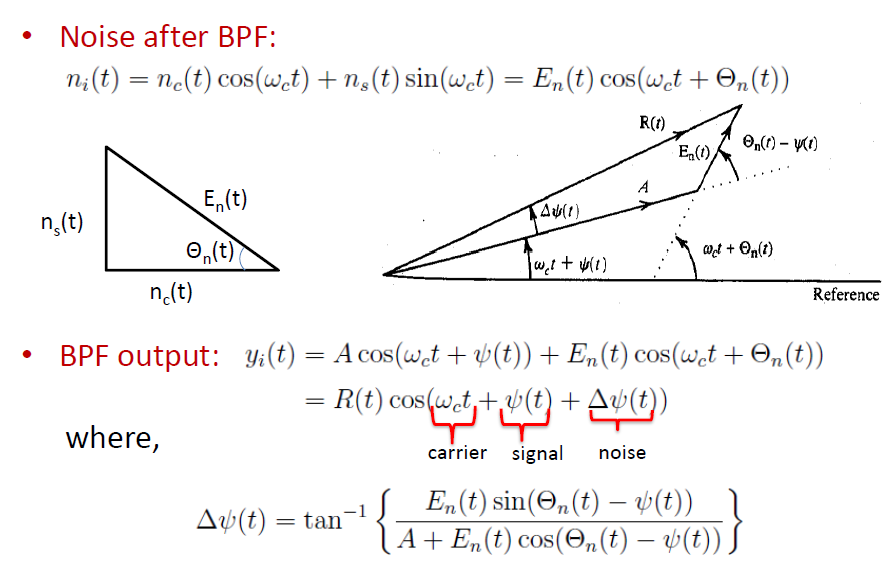 • Noise after BPF:
n_i(t) = n_c(t) cos(ω_c t) + n_s(t) sin(ω_c t) = E_n(t) cos(ω_c t + Θ_n(t))
n_s(t)
E_n(t)
Θ_n(t)
n_c(t)
R(t)
E_n(t)
Θ_n(t) − ψ(t)
A
Δψ(t)
ω_c t + ψ(t)
ω_c t + Θ_n(t)
Reference
• BPF output: y_i(t) = A cos(ω_c t + ψ(t)) + E_n(t) cos(ω_c t + Θ_n(t))
= R(t) cos(ω_c t + ψ(t) + Δψ(t))
carrier signal noise
where,
Δψ(t) = tan⁻¹ { E_n(t) sin(Θ_n(t) − ψ(t)) / A + E_n(t) cos(Θ_n(t) − ψ(t)) }